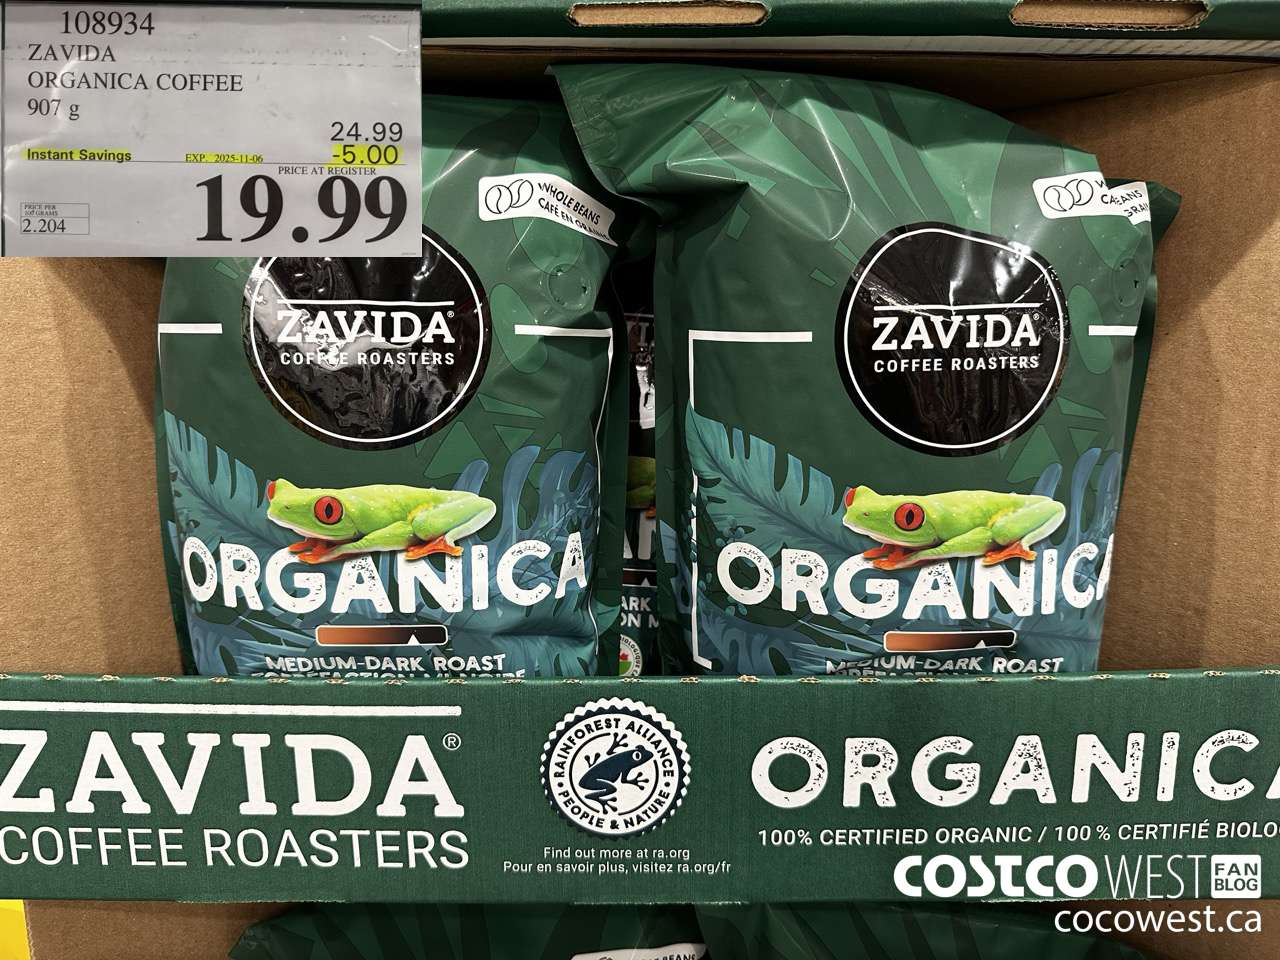 108934
ZAVIDA
ORGANICA COFFEE
907 g
24.99
Instant Savings EXP. 2025-11-06 -5.00
PRICE AT REGISTER
19.99
PRICE PER
100 GRAMS
2.204
WHOLE BEANS
CAFÉ EN GRAINS
ZAVIDA®
COFFEE ROASTERS
ORGANICA
MEDIUM-DARK ROAST
ZAVIDA®
COFFEE ROASTERS
ORGANIC
MEDIUM-DARK ROAST
ZAVIDA®
COFFEE ROASTERS
RAINFOREST ALLIANCE
PEOPLE & NATURE
Find out more at ra.org
Pour en savoir plus, visitez ra.org/fr
ORGANICA
100% CERTIFIED ORGANIC / 100 % CERTIFIÉ BIOLO
COSTCO WEST FAN BLOG
cocowest.ca